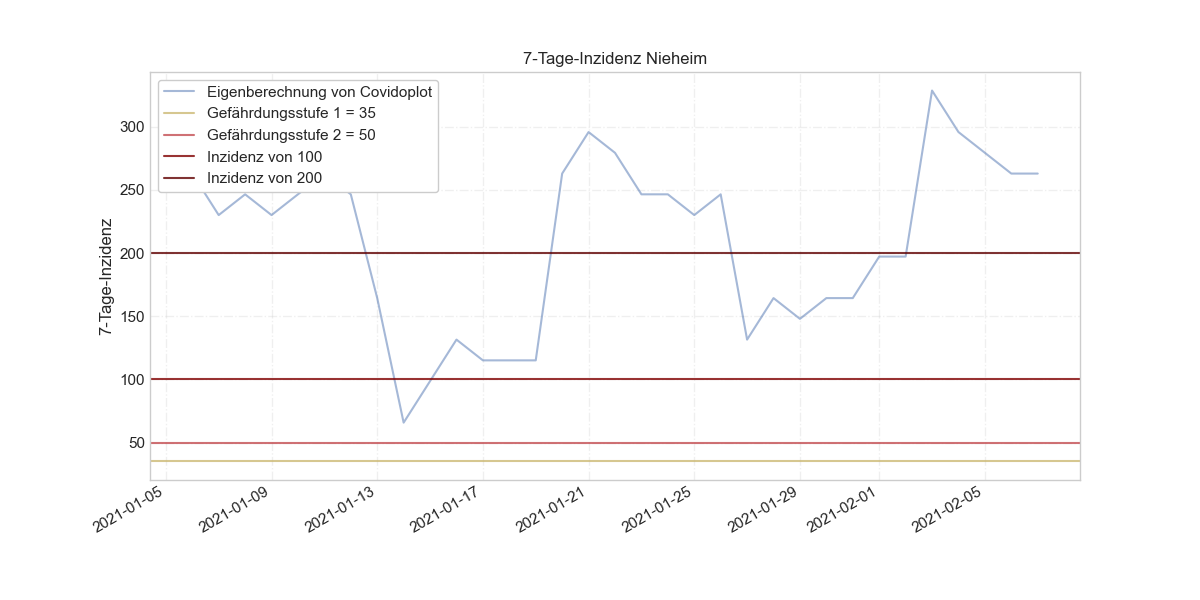 7-Tage-Inzidenz Nieheim
Eigenberechnung von Covidoplot
Gefährdungsstufe 1 = 35
Gefährdungsstufe 2 = 50
Inzidenz von 100
Inzidenz von 200
7-Tage-Inzidenz
300
250
200
150
100
50
2021-01-05
2021-01-09
2021-01-13
2021-01-17
2021-01-21
2021-01-25
2021-01-29
2021-02-01
2021-02-05